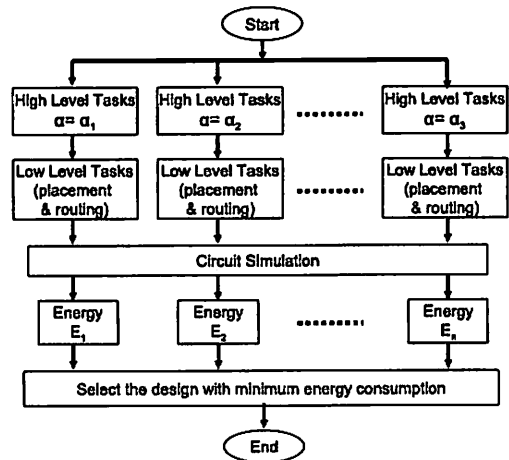 Start
High Level Tasks
α= α1
High Level Tasks
α= α2
High Level Tasks
α= α3
Low Level Tasks
(placement
& routing)
Low Level Tasks
(placement
& routing)
Low Level Tasks
(placement
& routing)
Circuit Simulation
Energy
E1
Energy
E2
Energy
En
Select the design with minimum energy consumption
End